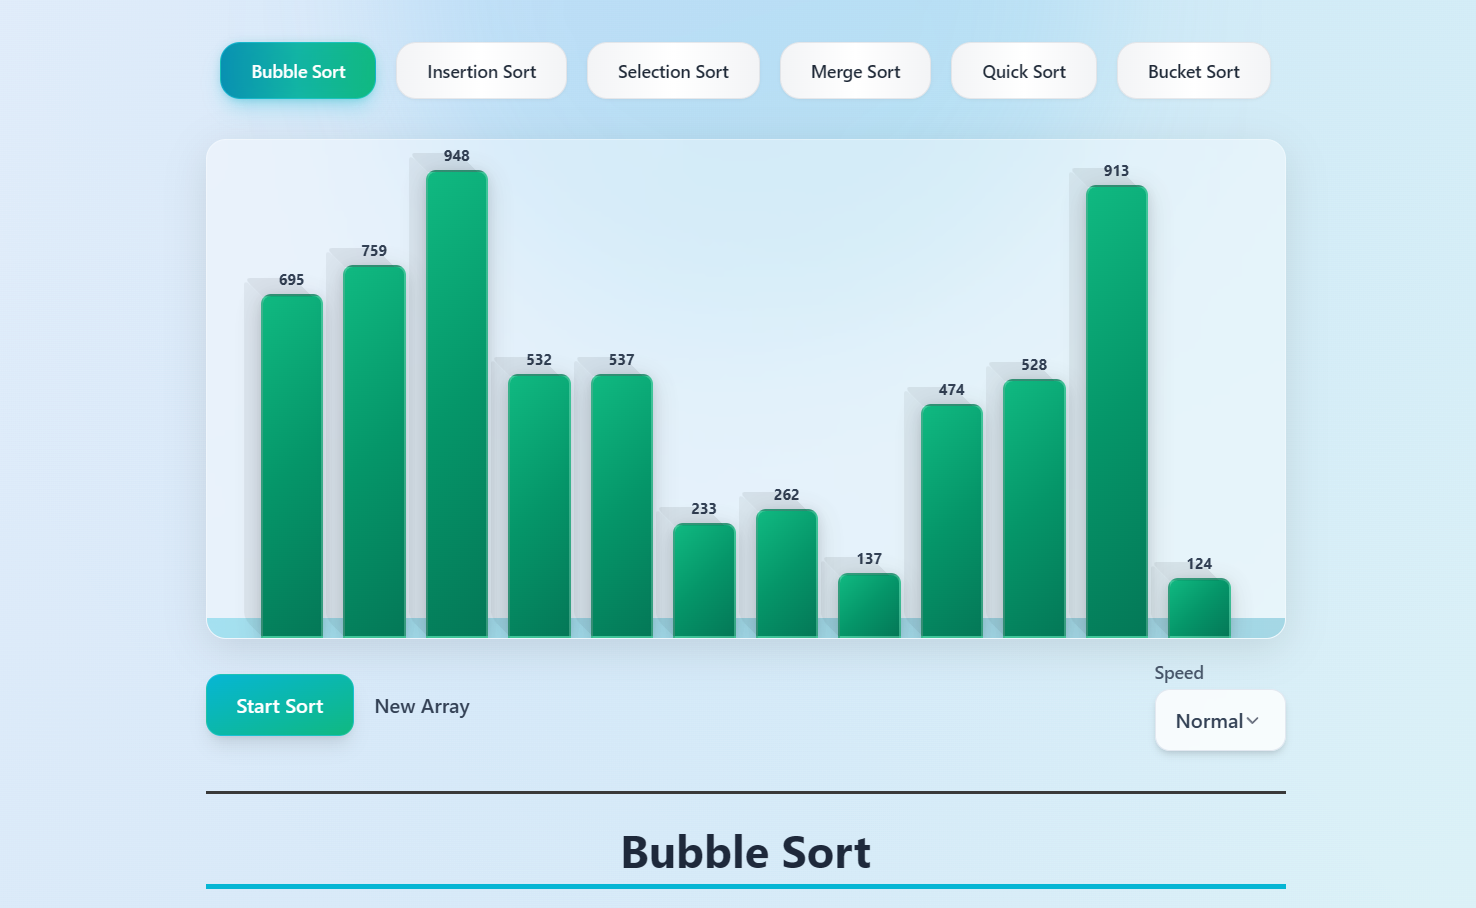 Bubble Sort Insertion Sort Selection Sort Merge Sort Quick Sort Bucket Sort
695 759 948 532 537 233 262 137 474 528 913 124
Speed
Start Sort New Array Normal
Bubble Sort